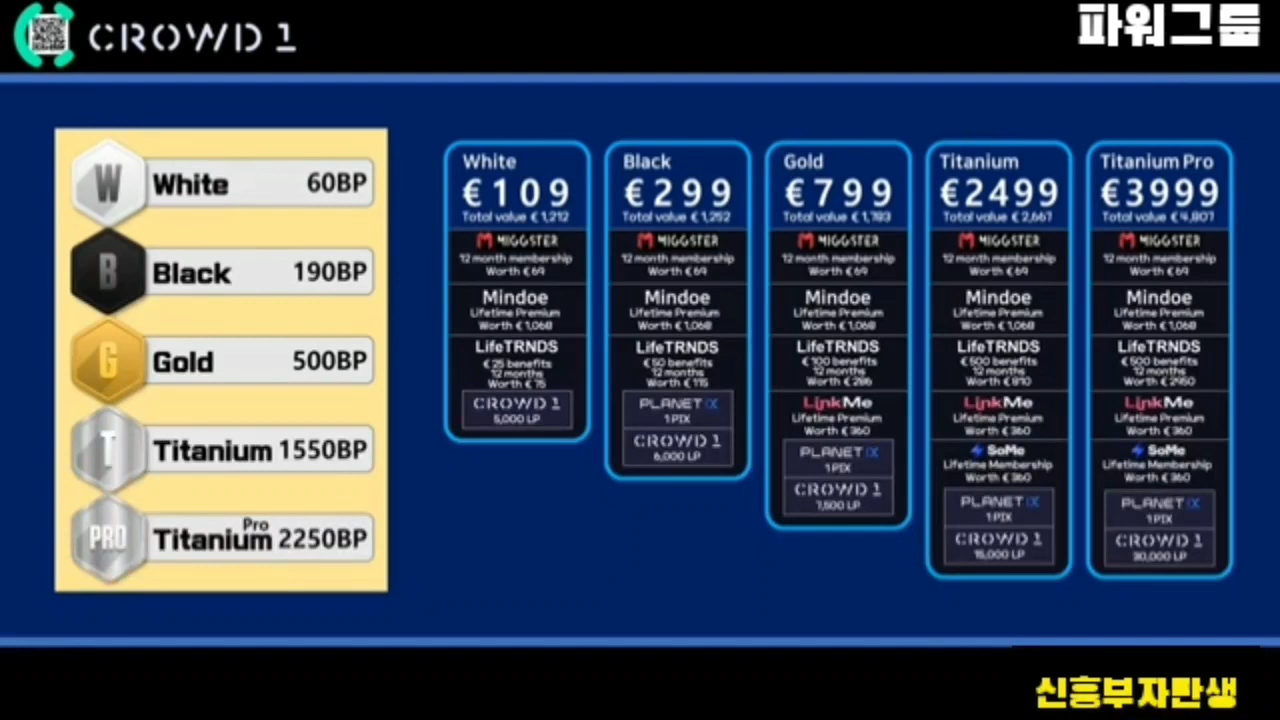 CROWD 1
파워그룹
W White 60BP
B Black 190BP
G Gold 500BP
T Titanium 1550BP
PRO Titanium Pro 2250BP
White
€109
Total value €1,212
MIGGSTER
12 month membership
Worth €69
Mindoe
Lifetime Premium
Worth €1,068
LifeTRNDS
€25 benefits
12 months
Worth €75
CROWD 1
5,000 LP
Black
€299
Total value €1,252
MIGGSTER
12 month membership
Worth €69
Mindoe
Lifetime Premium
Worth €1,068
LifeTRNDS
€50 benefits
12 months
Worth €115
PLANET IX
1 PIX
CROWD 1
6,000 LP
Gold
€799
Total value €1,783
MIGGSTER
12 month membership
Worth €69
Mindoe
Lifetime Premium
Worth €1,068
LifeTRNDS
€100 benefits
12 months
Worth €286
LinkMe
Lifetime Premium
Worth €360
PLANET IX
1 PIX
CROWD 1
7,500 LP
Titanium
€2499
Total value €2,667
MIGGSTER
12 month membership
Worth €69
Mindoe
Lifetime Premium
Worth €1,068
LifeTRNDS
€500 benefits
12 months
Worth €810
LinkMe
Lifetime Premium
Worth €360
SoMe
Lifetime Membership
Worth €360
PLANET IX
1 PIX
CROWD 1
15,000 LP
Titanium Pro
€3999
Total value €4,807
MIGGSTER
12 month membership
Worth €69
Mindoe
Lifetime Premium
Worth €1,068
LifeTRNDS
€500 benefits
12 months
Worth €2950
LinkMe
Lifetime Premium
Worth €360
SoMe
Lifetime Membership
Worth €360
PLANET IX
1 PIX
CROWD 1
30,000 LP
신흥부자탄생